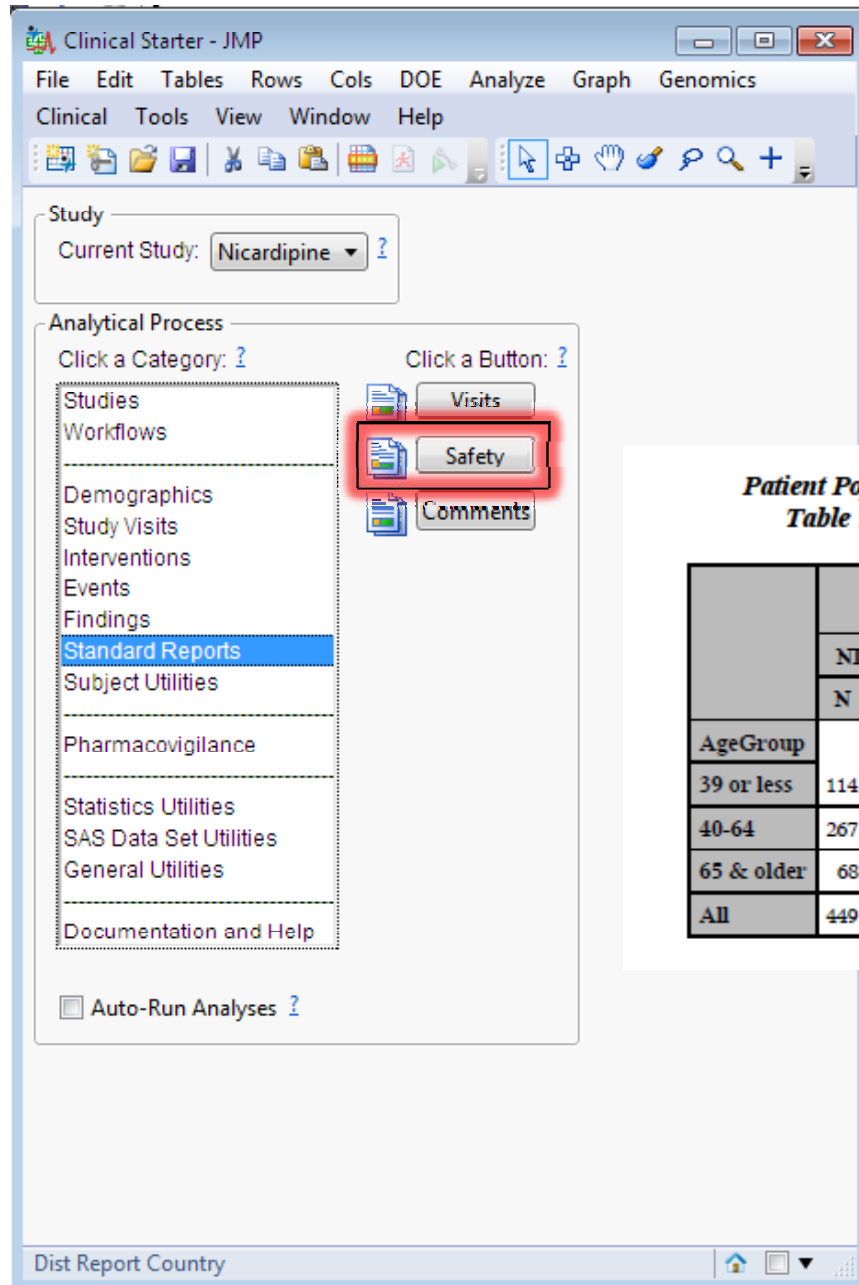 Clinical Starter - JMP
File Edit Tables Rows Cols DOE Analyze Graph Genomics
Clinical Tools View Window Help
Study
Current Study: Nicardipine ?
Analytical Process
Click a Category: ?
Studies
Workflows
Demographics
Study Visits
Interventions
Events
Findings
Standard Reports
Subject Utilities
Pharmacovigilance
Statistics Utilities
SAS Data Set Utilities
General Utilities
Documentation and Help
Click a Button: ?
Visits
Safety
Comments
Auto-Run Analyses ?
Patient
Table
N
AgeGroup
39 or less 114
40-64 267
65 & older 68
All 449
Dist Report Country